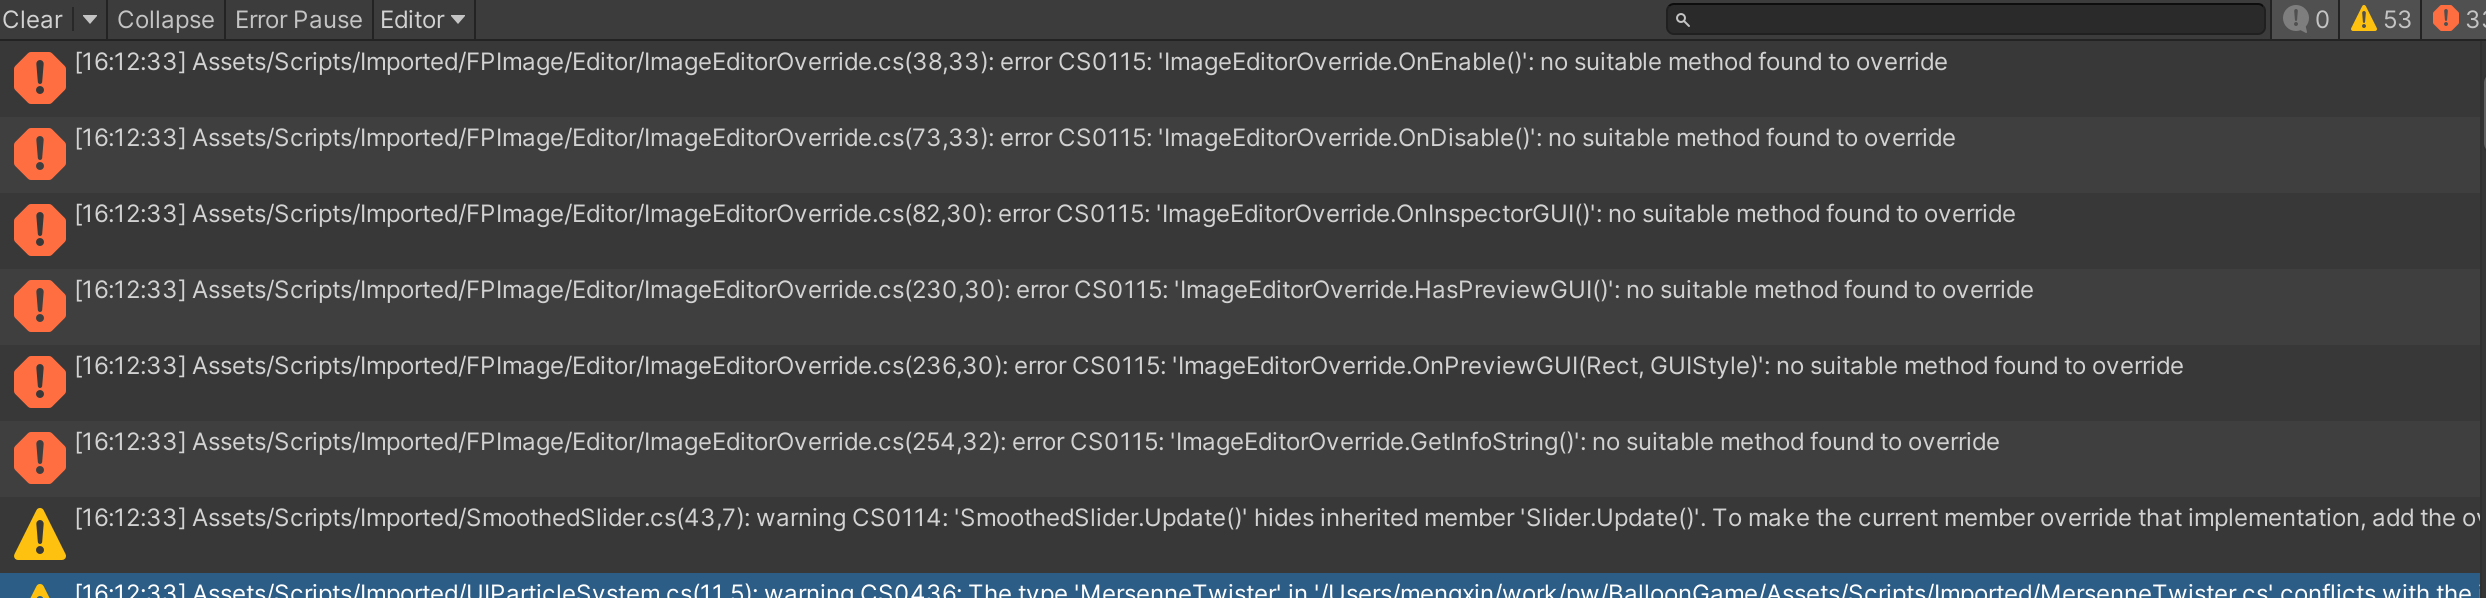 Clear Collapse Error Pause Editor 0 53
[16:12:33] Assets/Scripts/Imported/FPImage/Editor/ImageEditorOverride.cs(38,33): error CS0115: 'ImageEditorOverride.OnEnable()': no suitable method found to override
[16:12:33] Assets/Scripts/Imported/FPImage/Editor/ImageEditorOverride.cs(73,33): error CS0115: 'ImageEditorOverride.OnDisable()': no suitable method found to override
[16:12:33] Assets/Scripts/Imported/FPImage/Editor/ImageEditorOverride.cs(82,30): error CS0115: 'ImageEditorOverride.OnInspectorGUI()': no suitable method found to override
[16:12:33] Assets/Scripts/Imported/FPImage/Editor/ImageEditorOverride.cs(230,30): error CS0115: 'ImageEditorOverride.HasPreviewGUI()': no suitable method found to override
[16:12:33] Assets/Scripts/Imported/FPImage/Editor/ImageEditorOverride.cs(236,30): error CS0115: 'ImageEditorOverride.OnPreviewGUI(Rect, GUIStyle)': no suitable method found to override
[16:12:33] Assets/Scripts/Imported/FPImage/Editor/ImageEditorOverride.cs(254,32): error CS0115: 'ImageEditorOverride.GetInfoString()': no suitable method found to override
[16:12:33] Assets/Scripts/Imported/SmoothedSlider.cs(43,7): warning CS0114: 'SmoothedSlider.Update()' hides inherited member 'Slider.Update()'. To make the current member override that implementation, add the
[16:12:33] Assets/Scripts/Imported/UIParticleSystem.cs(11,5): warning CS0436: The type 'MersenneTwister' in '/Users/mengxin/work/pw/BalloonGame/Assets/Scripts/Imported/MersenneTwister.cs' conflicts with the